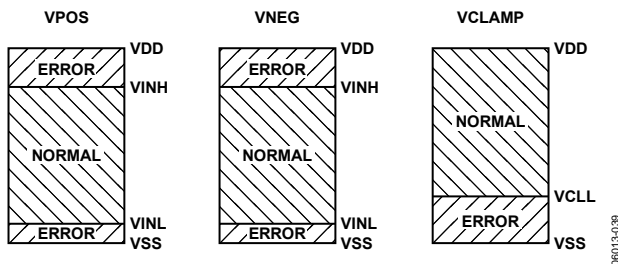 VPOS VNEG VCLAMP
VDD VDD VDD
ERROR ERROR
VINH VINH
NORMAL NORMAL NORMAL
VCLL
VINL VINL ERROR
ERROR ERROR
VSS VSS VSS
06013-039